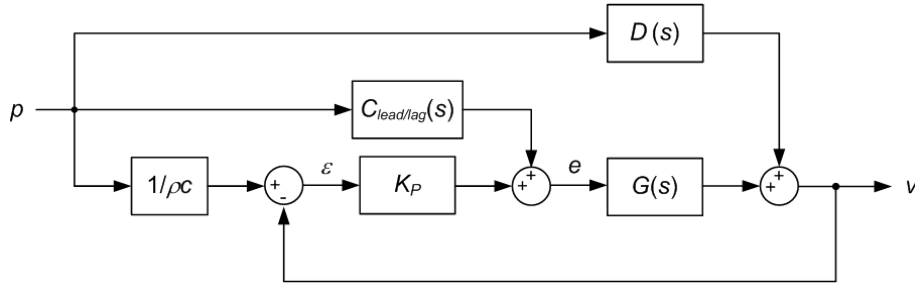 D (s)
p
C_lead/lag(s)
1/ρc
+
-
ε
K_P
+
+
e
G(s)
+
+
v